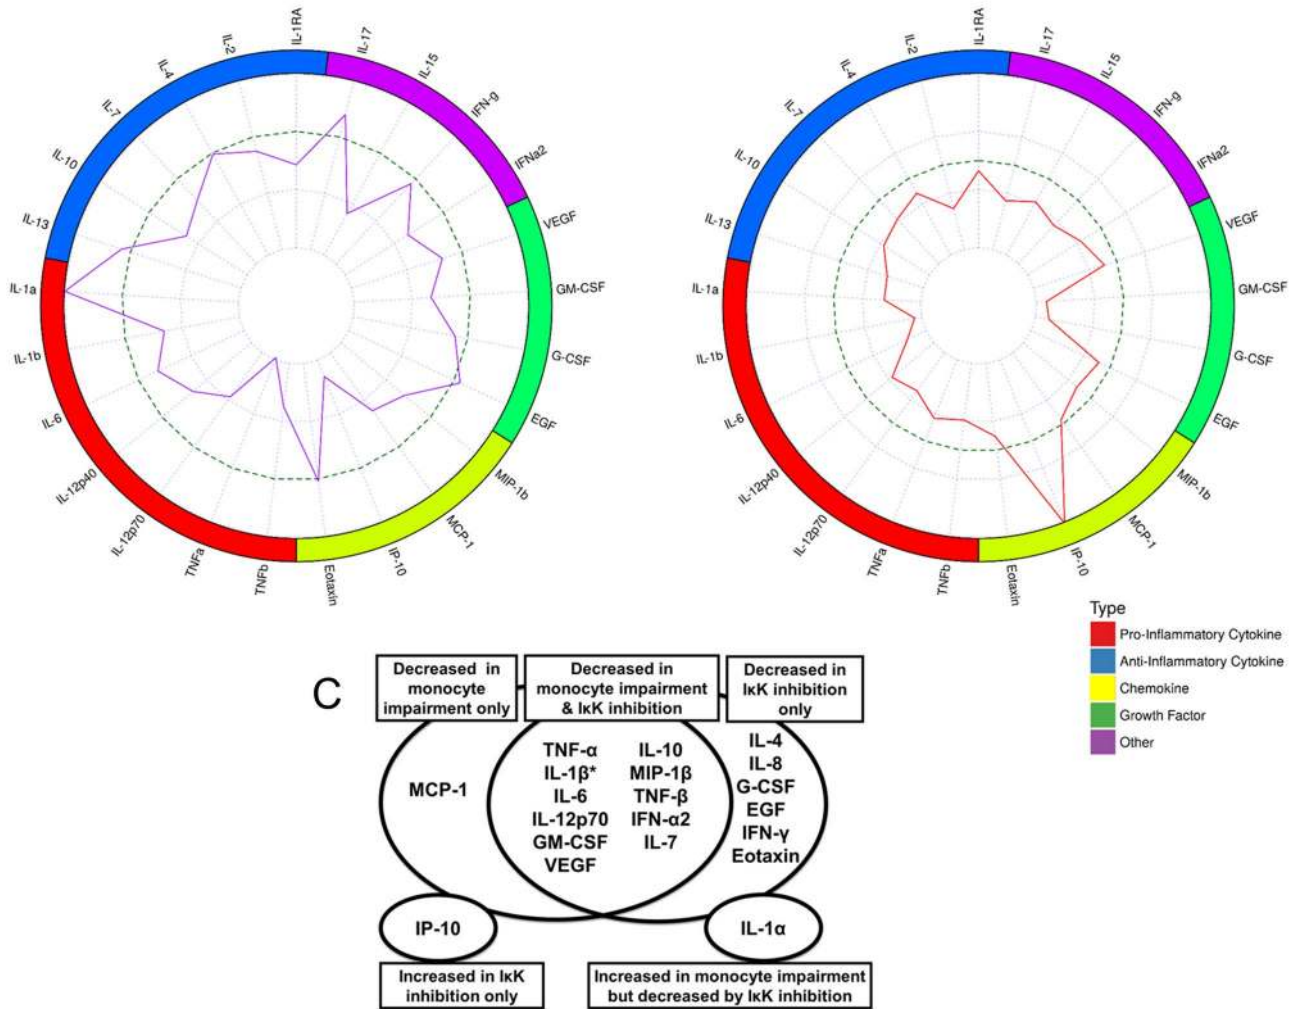 IL-1RA
IL-17
IL-15
IFN-g
IFNa2
VEGF
GM-CSF
G-CSF
EGF
MIP-1b
MCP-1
IP-10
Eotaxin
TNFb
TNFa
IL-12p70
IL-12p40
IL-6
IL-1b
IL-1a
IL-13
IL-10
IL-7
IL-4
IL-2
IL-1RA
IL-17
IL-15
IFN-g
IFNa2
VEGF
GM-CSF
G-CSF
EGF
MIP-1b
MCP-1
IP-10
Eotaxin
TNFb
TNFa
IL-12p70
IL-12p40
IL-6
IL-1b
IL-1a
IL-13
IL-10
IL-7
IL-4
IL-2
Type
Pro-Inflammatory Cytokine
Anti-Inflammatory Cytokine
Chemokine
Growth Factor
Other
C
Decreased in
monocyte
impairment only
Decreased in
monocyte impairment
& IκK inhibition
Decreased in
IκK inhibition
only
MCP-1
TNF-α
IL-1β*
IL-6
IL-12p70
GM-CSF
VEGF
IL-10
MIP-1β
TNF-β
IFN-α2
IL-7
IL-4
IL-8
G-CSF
EGF
IFN-γ
Eotaxin
IP-10
IL-1α
Increased in IκK
inhibition only
Increased in monocyte impairment
but decreased by IκK inhibition